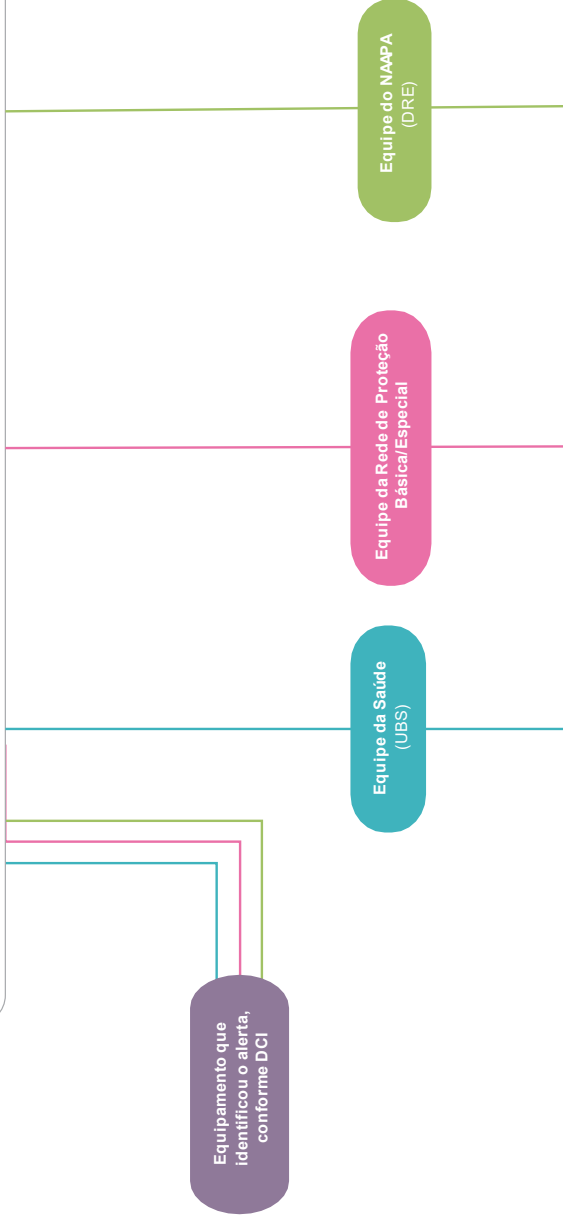 Equipe do NAAPA
(DRE)
Equipe da Rede de Proteção
Básica/Especial
Equipe da Saúde
(UBS)
Equipamento que
identificou o alerta,
conforme DCI